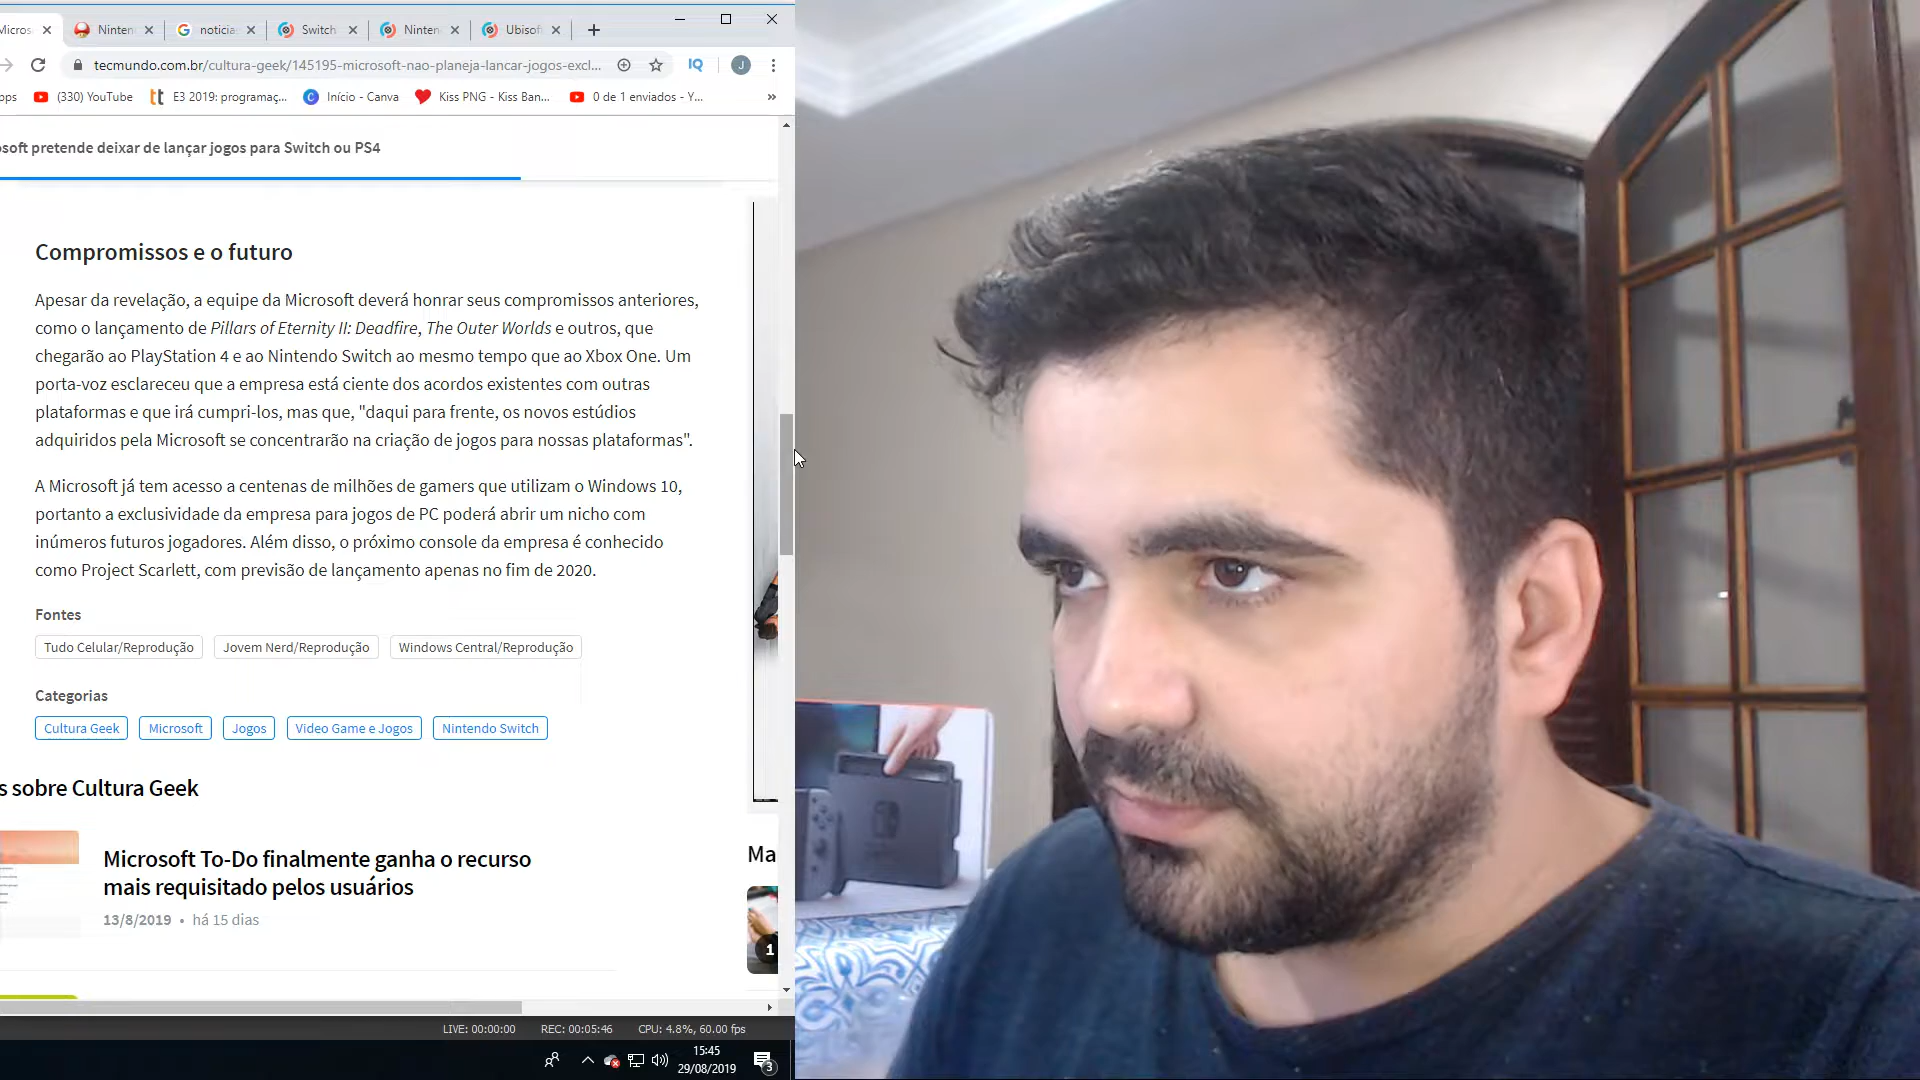 Micros
Ninten
noticia
Switch
Ninten
Ubisof
tecmundo.com.br/cultura-geek/145195-microsoft-nao-planeja-lancar-jogos-excl...
IQ
J
pps
(330) YouTube
E3 2019: programaç...
Início - Canva
Kiss PNG - Kiss Ban...
0 de 1 enviados - Y...
»
osoft pretende deixar de lançar jogos para Switch ou PS4
Compromissos e o futuro
Apesar da revelação, a equipe da Microsoft deverá honrar seus compromissos anteriores,
como o lançamento de Pillars of Eternity II: Deadfire, The Outer Worlds e outros, que
chegarão ao PlayStation 4 e ao Nintendo Switch ao mesmo tempo que ao Xbox One. Um
porta-voz esclareceu que a empresa está ciente dos acordos existentes com outras
plataformas e que irá cumpri-los, mas que, "daqui para frente, os novos estúdios
adquiridos pela Microsoft se concentrarão na criação de jogos para nossas plataformas".
A Microsoft já tem acesso a centenas de milhões de gamers que utilizam o Windows 10,
portanto a exclusividade da empresa para jogos de PC poderá abrir um nicho com
inúmeros futuros jogadores. Além disso, o próximo console da empresa é conhecido
como Project Scarlett, com previsão de lançamento apenas no fim de 2020.
Fontes
Tudo Celular/Reprodução
Jovem Nerd/Reprodução
Windows Central/Reprodução
Categorias
Cultura Geek
Microsoft
Jogos
Video Game e Jogos
Nintendo Switch
s sobre Cultura Geek
Microsoft To-Do finalmente ganha o recurso
mais requisitado pelos usuários
13/8/2019 • há 15 dias
Ma
1
LIVE: 00:00:00
REC: 00:05:46
CPU: 4.8%, 60.00 fps
15:45
29/08/2019
3